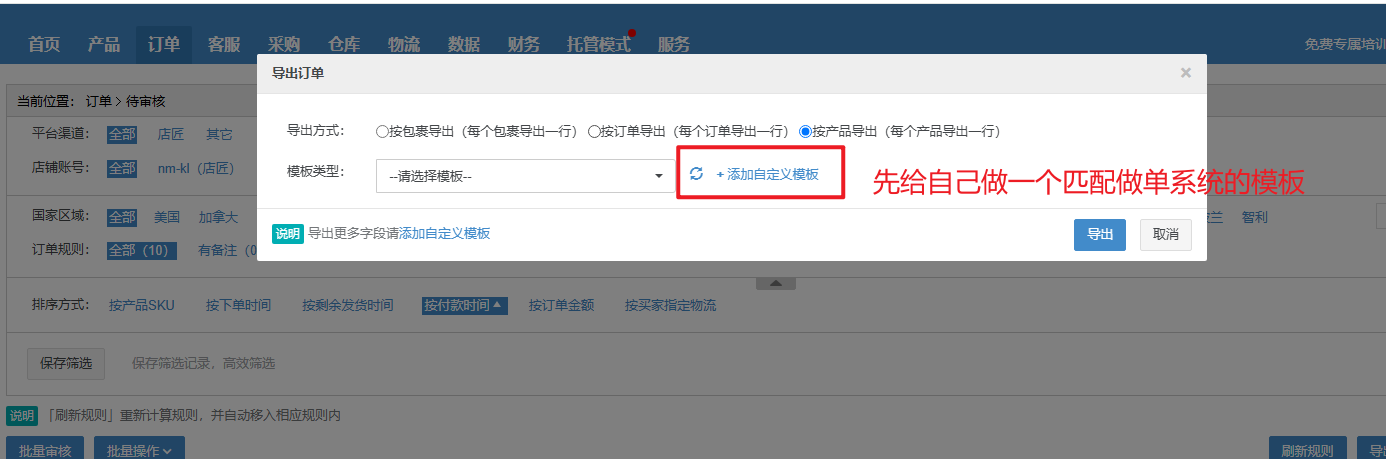 首页 产品 订单 客服 采购 仓库 物流 数据 财务 托管模式 服务 免费专属培训
导出订单 ×
当前位置： 订单 > 待审核
平台渠道： 全部 店匠 其它
导出方式： 按包裹导出（每个包裹导出一行） 按订单导出（每个订单导出一行） 按产品导出（每个产品导出一行）
店铺账号： 全部 nm-kl（店匠）
模板类型： --请选择模板-- + 添加自定义模板
先给自己做一个匹配做单系统的模板
国家区域： 全部 美国 加拿大 兰 智利
说明 导出更多字段请添加自定义模板 导出 取消
订单规则： 全部（10） 有备注（0
排序方式： 按产品SKU 按下单时间 按剩余发货时间 按付款时间 按订单金额 按买家指定物流
保存筛选 保存筛选记录，高效筛选
说明 「刷新规则」重新计算规则，并自动移入相应规则内
批量审核 批量操作 刷新规则 导出